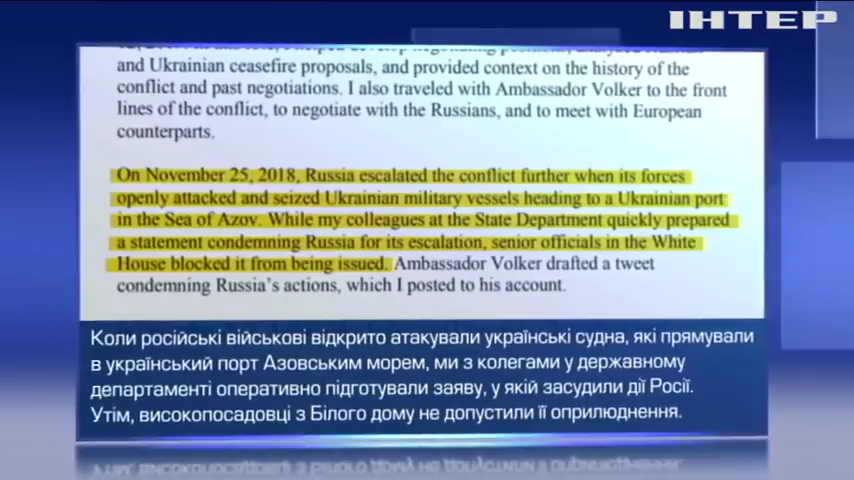 ІНТЕР
and Ukrainian ceasefire proposals, and provided context on the history of the
conflict and past negotiations. I also traveled with Ambassador Volker to the front
lines of the conflict, to negotiate with the Russians, and to meet with European
counterparts.
On November 25, 2018, Russia escalated the conflict further when its forces
openly attacked and seized Ukrainian military vessels heading to a Ukrainian port
in the Sea of Azov. While my colleagues at the State Department quickly prepared
a statement condemning Russia for its escalation, senior officials in the White
House blocked it from being issued. Ambassador Volker drafted a tweet
condemning Russia's actions, which I posted to his account.
Коли російські військові відкрито атакували українські судна, які прямували
в український порт Азовським морем, ми з колегами у державному
департаменті оперативно підготували заяву, у якій засудили дії Росії.
Утім, високопосадовці з Білого дому не допустили її оприлюднення.